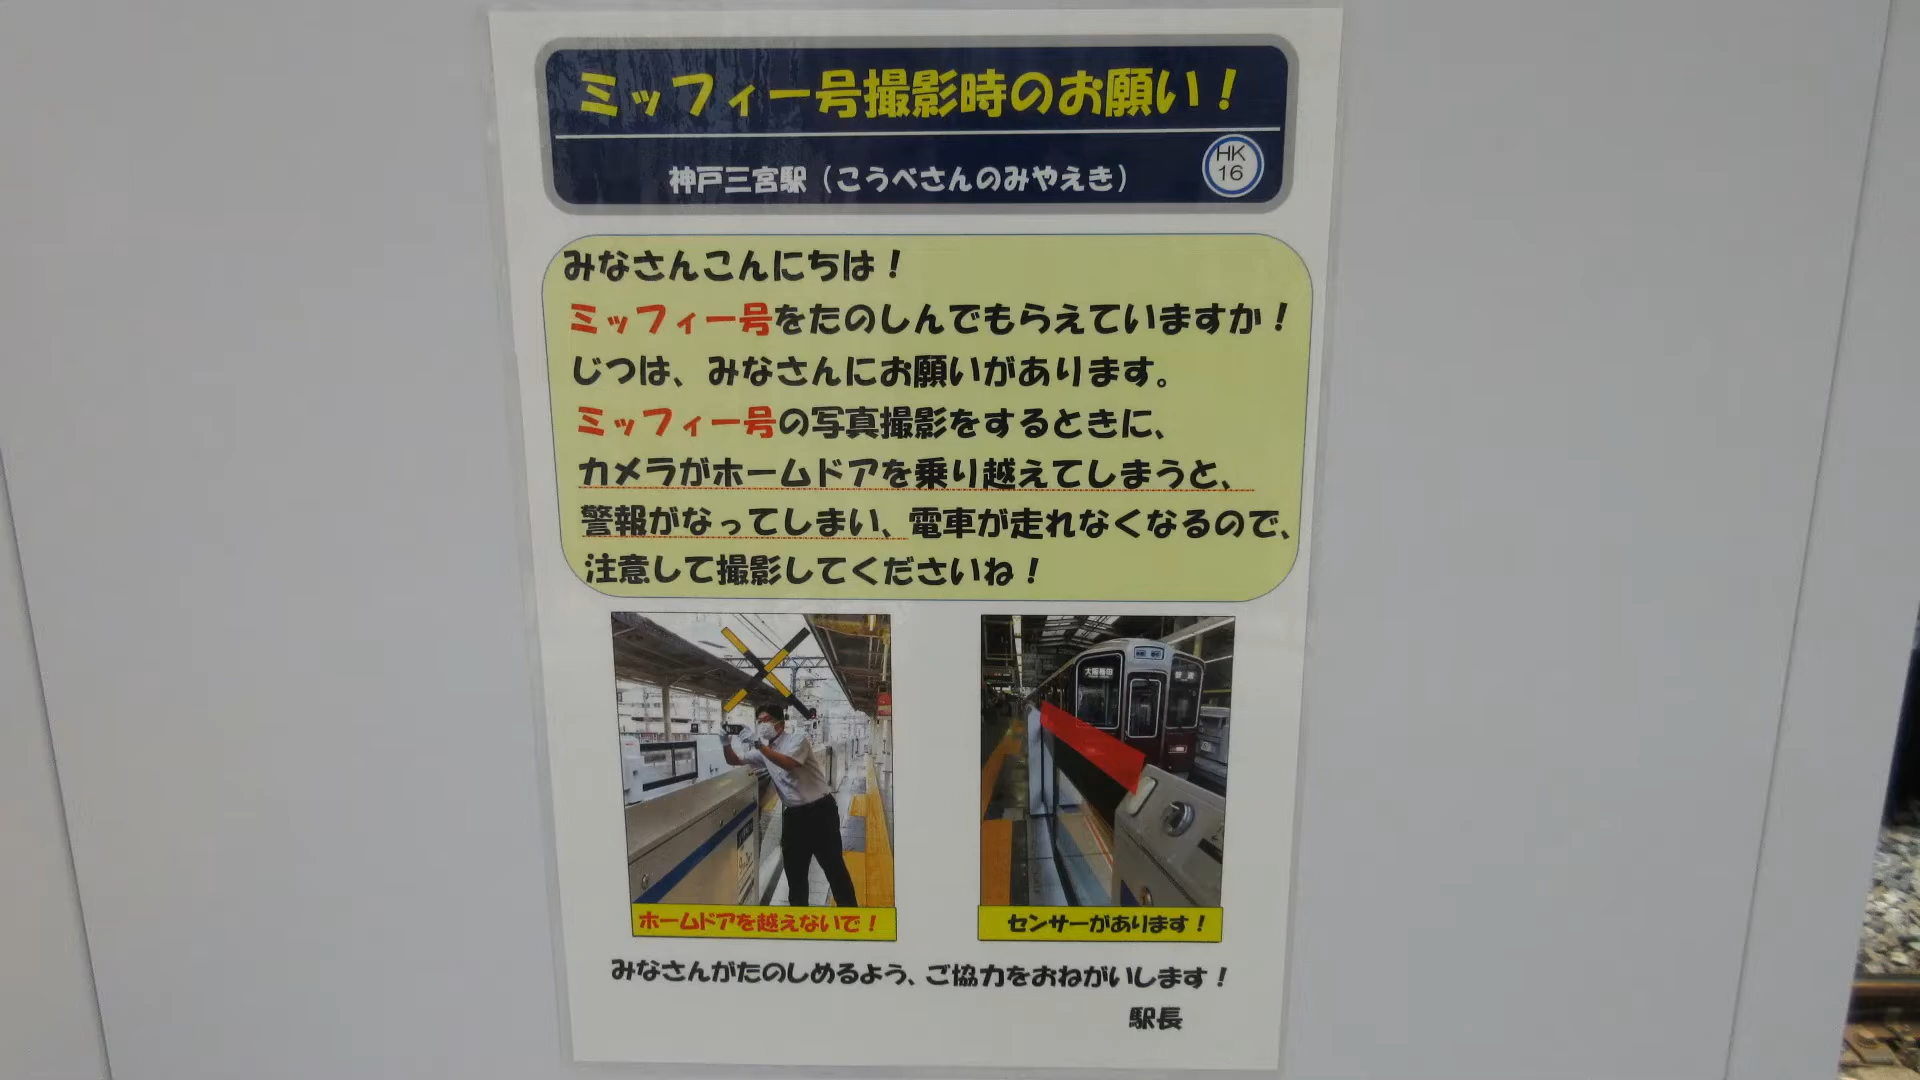 ミッフィー号撮影時のお願い！
神戸三宮駅（こうべさんのみやえき）
HK
16
みなさんこんにちは！
ミッフィー号をたのしんでもらえていますか！
じつは、みなさんにお願いがあります。
ミッフィー号の写真撮影をするときに、
カメラがホームドアを乗り越えてしまうと、
警報がなってしまい、電車が走れなくなるので、
注意して撮影してくださいね！
大阪梅田
ホームドアを越えないで！
センサーがあります！
みなさんがたのしめるよう、ご協力をおねがいします！
駅長